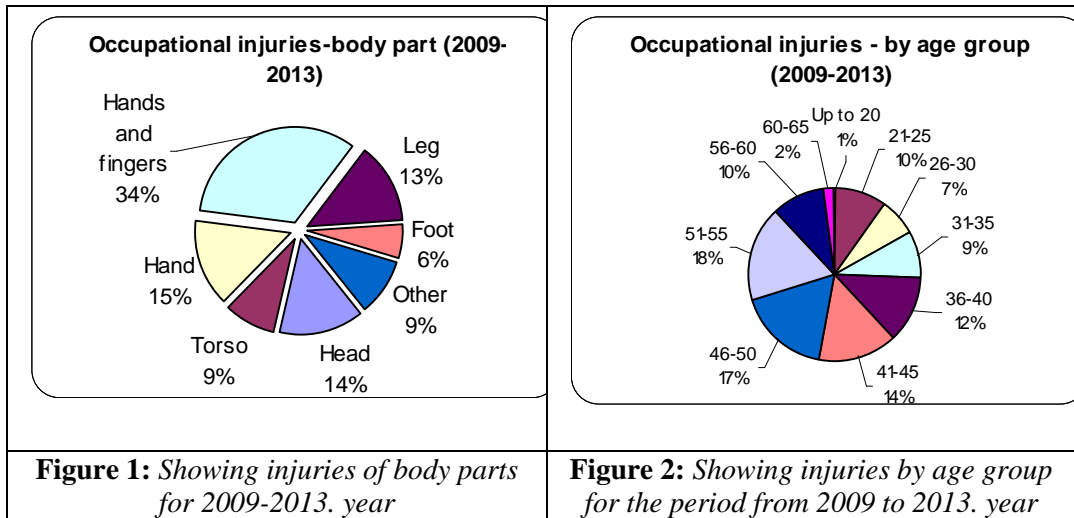 Occupational injuries-body part (2009-
2013)
Hands
and
fingers
34%
Leg
13%
Foot
6%
Other
9%
Head
14%
Torso
9%
Hand
15%
Occupational injuries - by age group
(2009-2013)
Up to 20
1%
21-25
10%
26-30
7%
31-35
9%
36-40
12%
41-45
14%
46-50
17%
51-55
18%
56-60
10%
60-65
2%
Figure 1: Showing injuries of body parts
for 2009-2013. year
Figure 2: Showing injuries by age group
for the period from 2009 to 2013. year